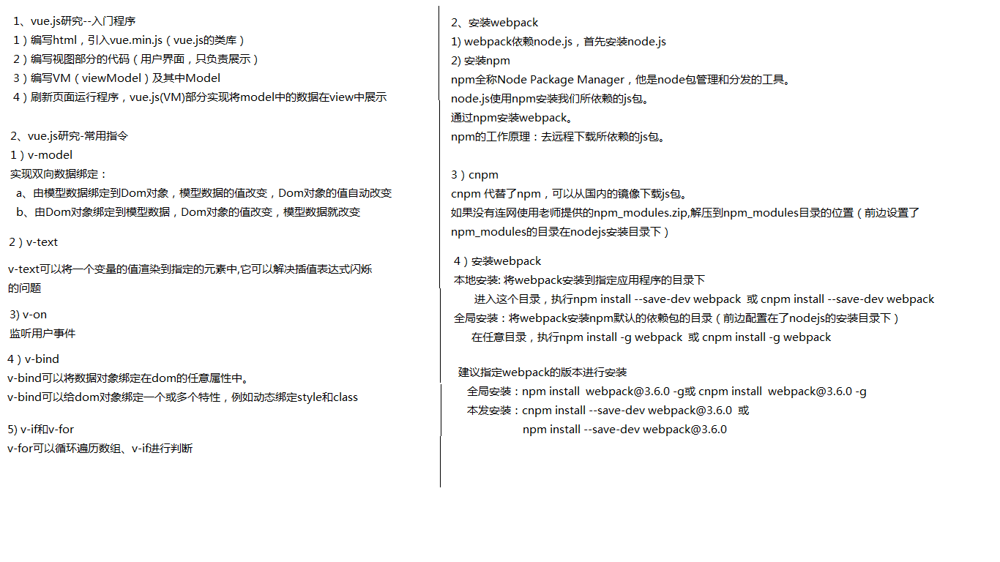 1、vue.js研究--入门程序
1）编写html，引入vue.min.js（vue.js的类库）
2）编写视图部分的代码（用户界面，只负责展示）
3）编写VM（viewModel）及其中Model
4）刷新页面运行程序，vue.js(VM)部分实现将model中的数据在view中展示
2、vue.js研究-常用指令
1）v-model
实现双向数据绑定：
a、由模型数据绑定到Dom对象，模型数据的值改变，Dom对象的值自动改变
b、由Dom对象绑定到模型数据，Dom对象的值改变，模型数据就改变
2）v-text
v-text可以将一个变量的值渲染到指定的元素中,它可以解决插值表达式闪烁
的问题
3) v-on
监听用户事件
4）v-bind
v-bind可以将数据对象绑定在dom的任意属性中。
v-bind可以给dom对象绑定一个或多个特性，例如动态绑定style和class
5) v-if和v-for
v-for可以循环遍历数组、v-if进行判断
2、安装webpack
1) webpack依赖node.js，首先安装node.js
2) 安装npm
npm全称Node Package Manager，他是node包管理和分发的工具。
node.js使用npm安装我们所依赖的js包。
通过npm安装webpack。
npm的工作原理：去远程下载所依赖的js包。
3）cnpm
cnpm 代替了npm，可以从国内的镜像下载js包。
如果没有连网使用老师提供的npm_modules.zip,解压到npm_modules目录的位置（前边设置了
npm_modules的目录在nodejs安装目录下）
4）安装webpack
本地安装: 将webpack安装到指定应用程序的目录下
进入这个目录，执行npm install --save-dev webpack 或 cnpm install --save-dev webpack
全局安装：将webpack安装npm默认的依赖包的目录（前边配置在了nodejs的安装目录下）
在任意目录，执行npm install -g webpack 或 cnpm install -g webpack
建议指定webpack的版本进行安装
全局安装：npm install webpack@3.6.0 -g或 cnpm install webpack@3.6.0 -g
本发安装：cnpm install --save-dev webpack@3.6.0 或
npm install --save-dev webpack@3.6.0